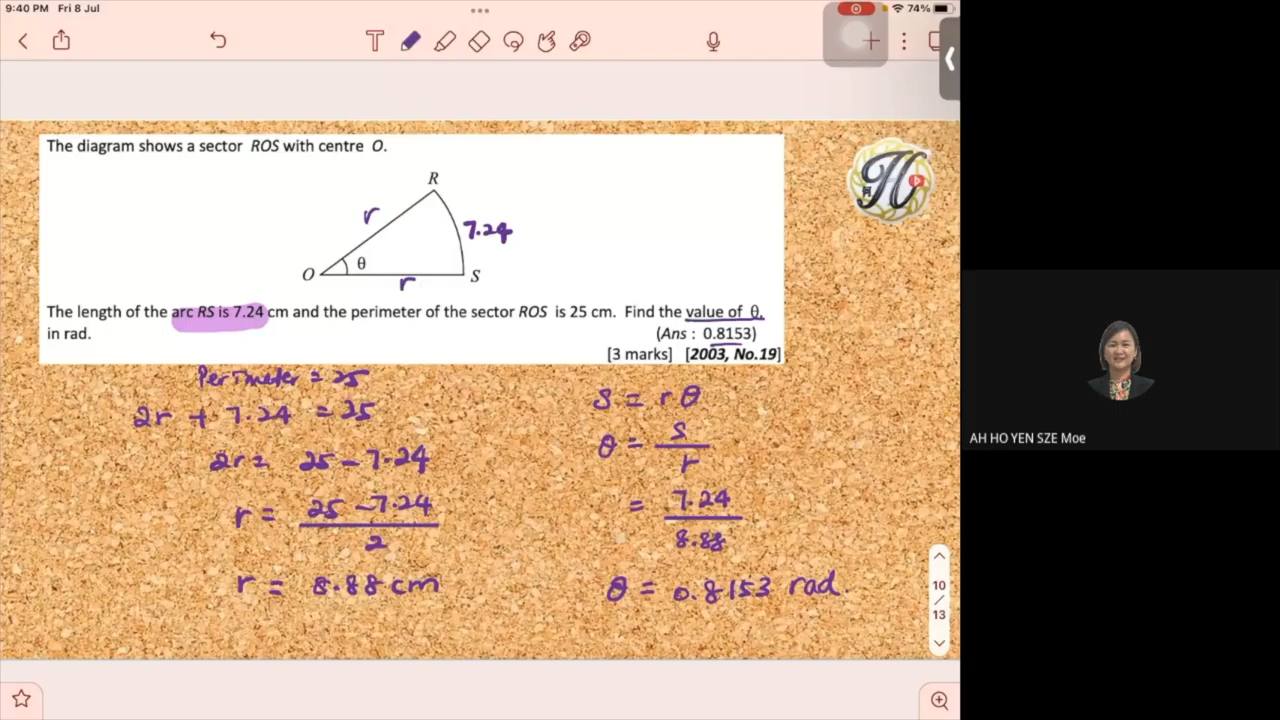 9:40 PM Fri 8 Jul
74%
The diagram shows a sector ROS with centre O.
R
r
7.24
O
θ
r
S
The length of the arc RS is 7.24 cm and the perimeter of the sector ROS is 25 cm. Find the value of θ,
in rad.
(Ans : 0.8153)
[3 marks] [2003, No.19]
Perimeter = 25
2r + 7.24 = 25
2r = 25 - 7.24
r = 25 - 7.24
2
r = 8.88 cm
S = rθ
θ = S
r
= 7.24
8.88
θ = 0.8153 rad.
10
/
13
AH HO YEN SZE Moe